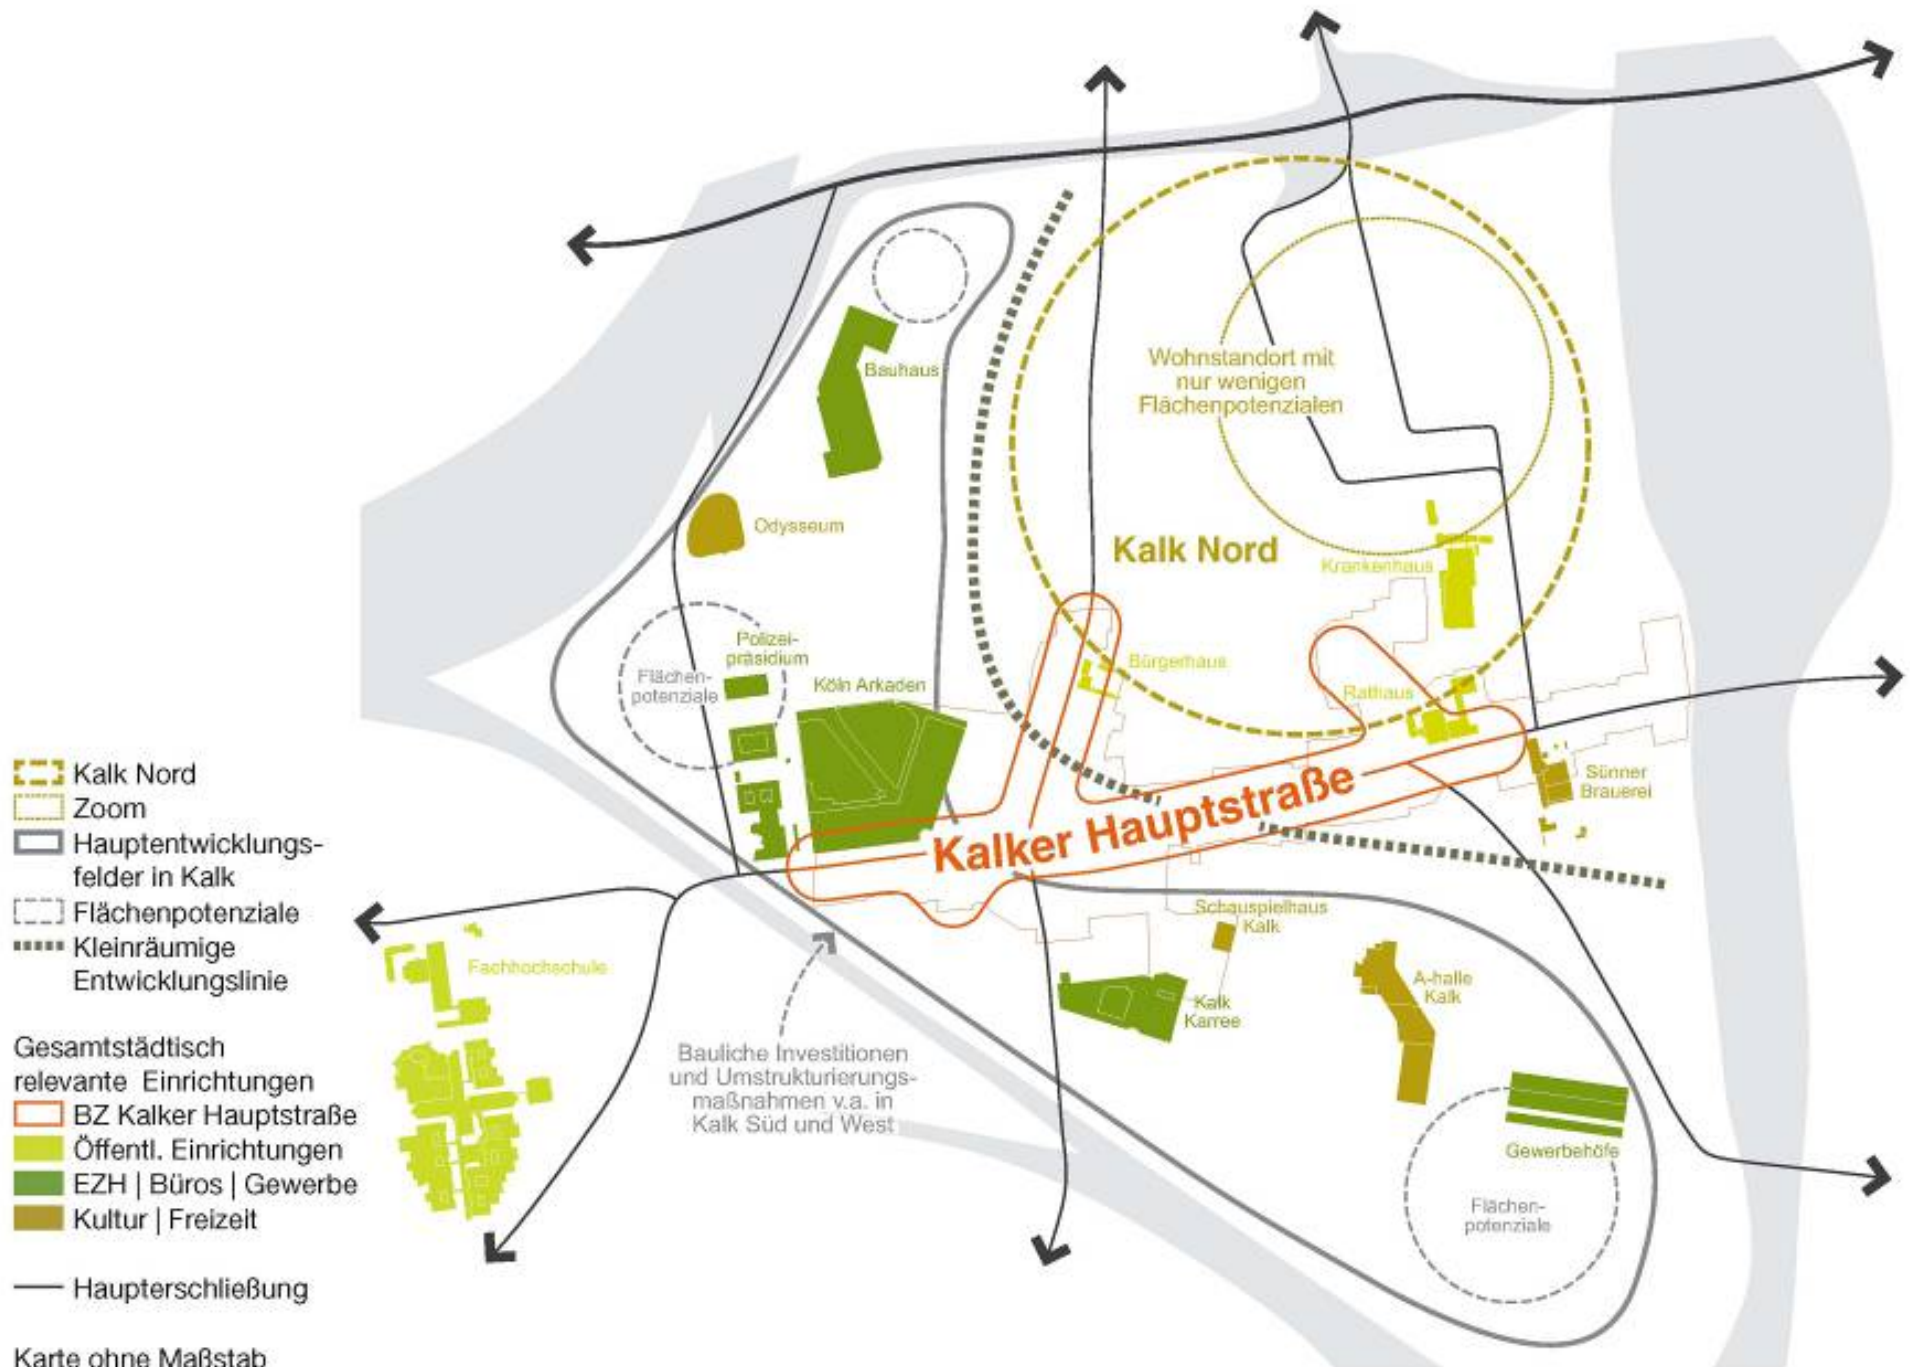 Bauhaus
Wohnstandort mit
nur wenigen
Flächenpotenzialen
Odysseum
Kalk Nord
Krankenhaus
Polizei-
präsidium
Flächen-
potenziale
Köln Arkaden
Bürgerhaus
Rathaus
Kalker Hauptstraße
Sünner
Brauerei
Schauspielhaus
Kalk
Fachhochschule
A-halle
Kalk
Kalk
Karree
Bauliche Investitionen
und Umstrukturierungs-
maßnahmen v.a. in
Kalk Süd und West
Gewerbehöfe
Flächen-
potenziale
Kalk Nord
Zoom
Hauptentwicklungs-
felder in Kalk
Flächenpotenziale
Kleinräumige
Entwicklungslinie
Gesamtstädtisch
relevante Einrichtungen
BZ Kalker Hauptstraße
Öffentl. Einrichtungen
EZH | Büros | Gewerbe
Kultur | Freizeit
Haupterschließung
Karte ohne Maßstab